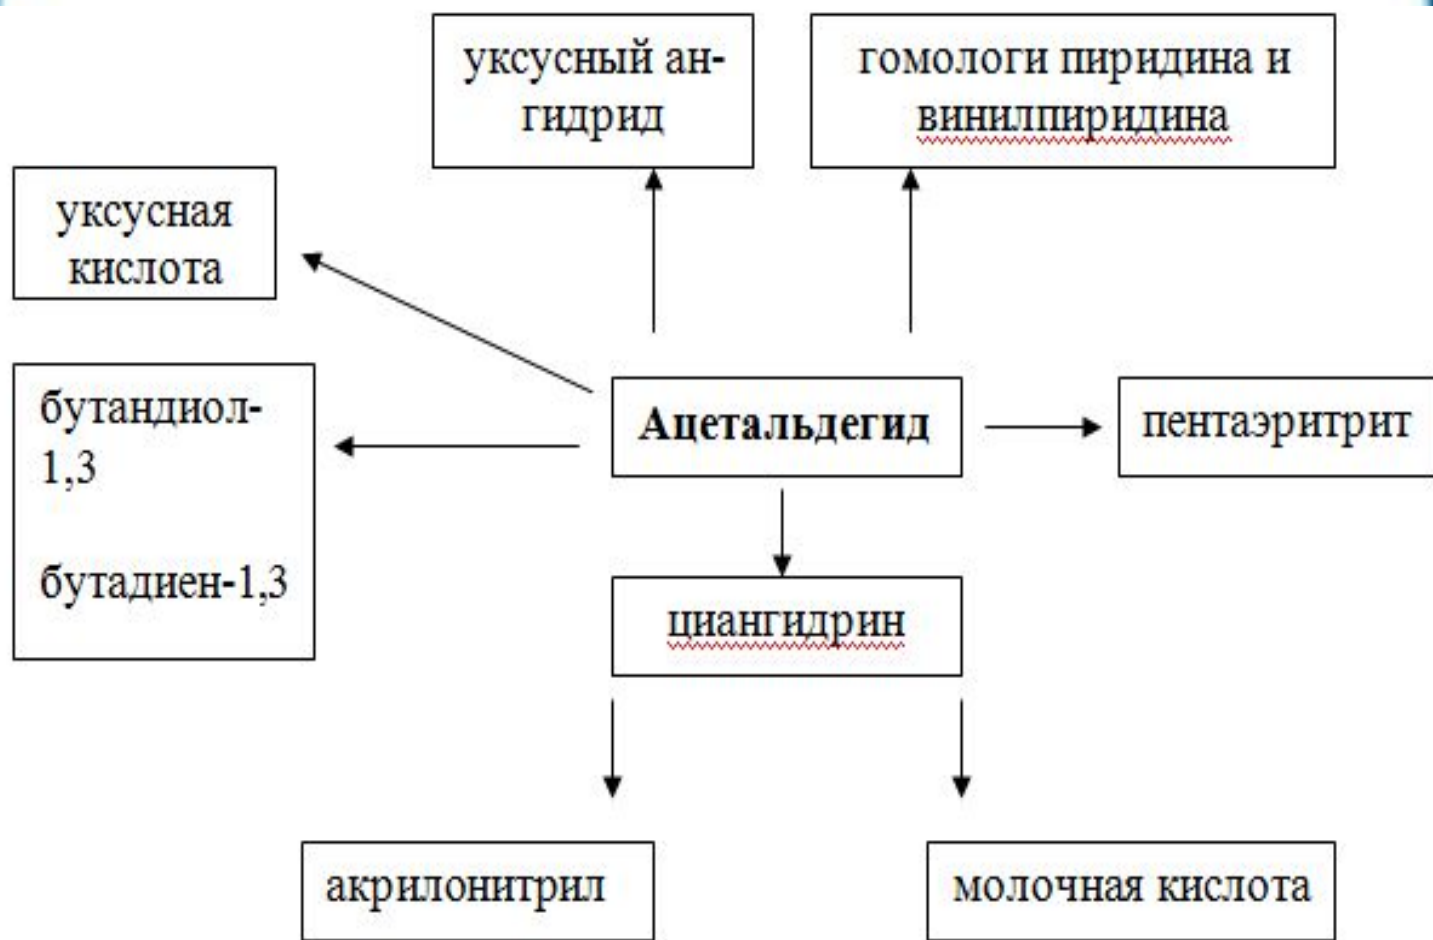 уксусный ан-
гидрид
гомологи пиридина и
винилпиридина
уксусная
кислота
бутандиол-
1,3
бутадиен-1,3
Ацетальдегид
пентаэритрит
циангидрин
акрилонитрил
молочная кислота